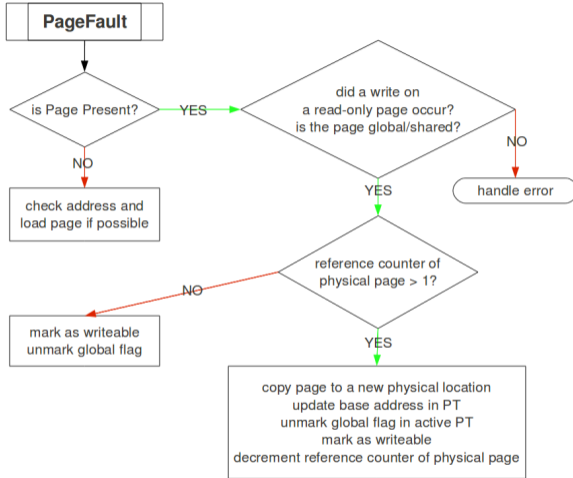 PageFault
is Page Present?
YES
did a write on
a read-only page occur?
is the page global/shared?
NO
NO
check address and
load page if possible
YES
handle error
reference counter of
physical page > 1?
NO
mark as writeable
unmark global flag
YES
copy page to a new physical location
update base address in PT
unmark global flag in active PT
mark as writeable
decrement reference counter of physical page